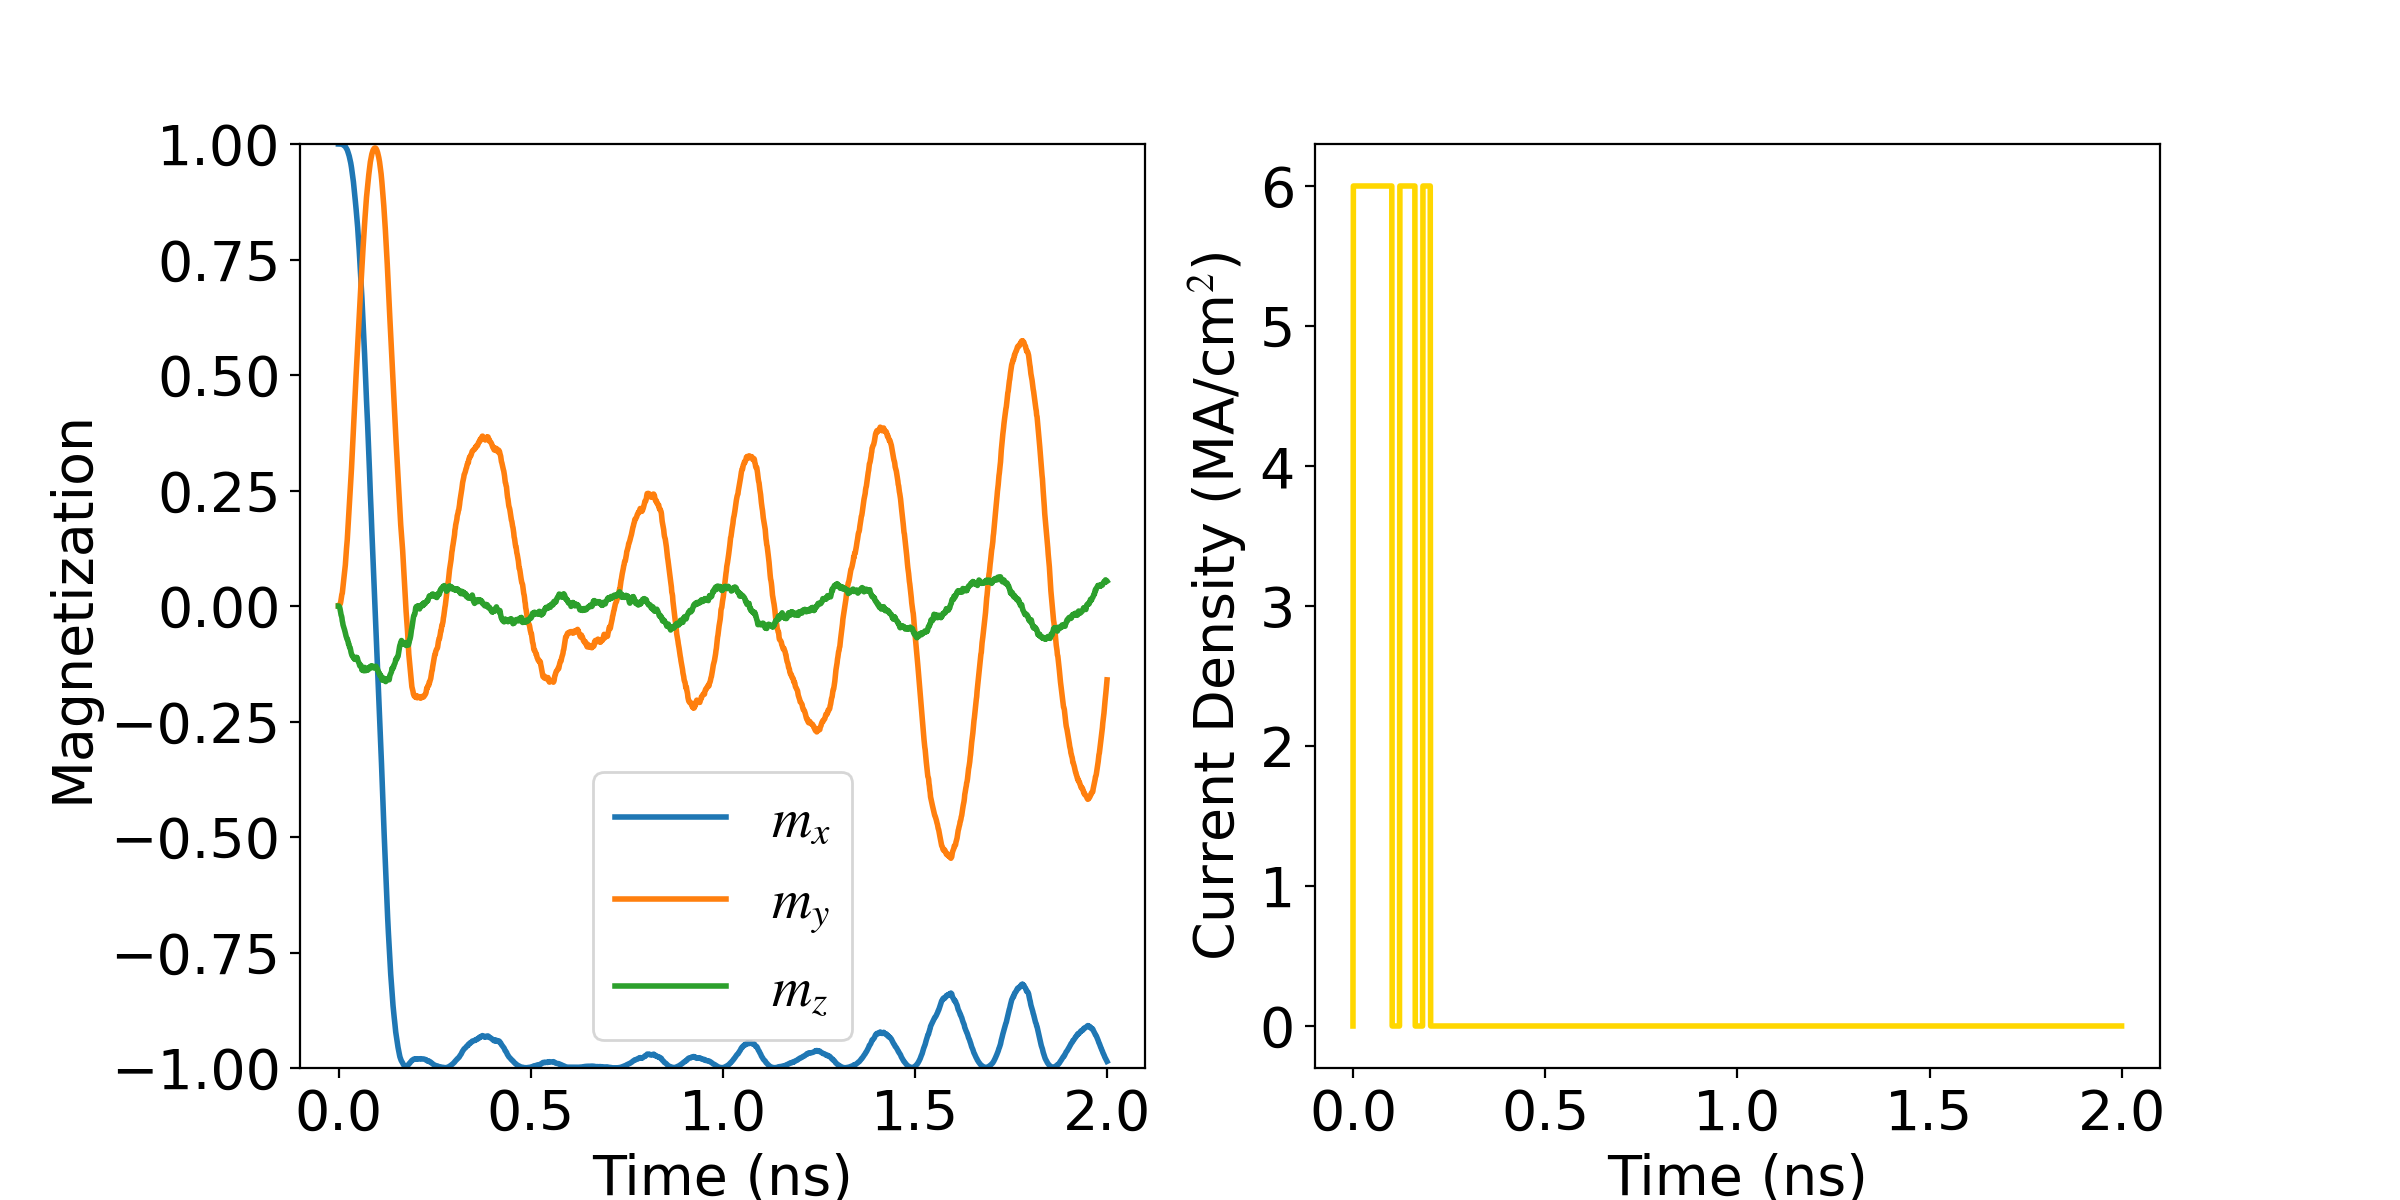 1.00
0.75
0.50
0.25
0.00
−0.25
−0.50
−0.75
−1.00
Magnetization
0.0 0.5 1.0 1.5 2.0
Time (ns)
m_x
m_y
m_z
6
5
4
3
2
1
0
Current Density (MA/cm²)
0.0 0.5 1.0 1.5 2.0
Time (ns)